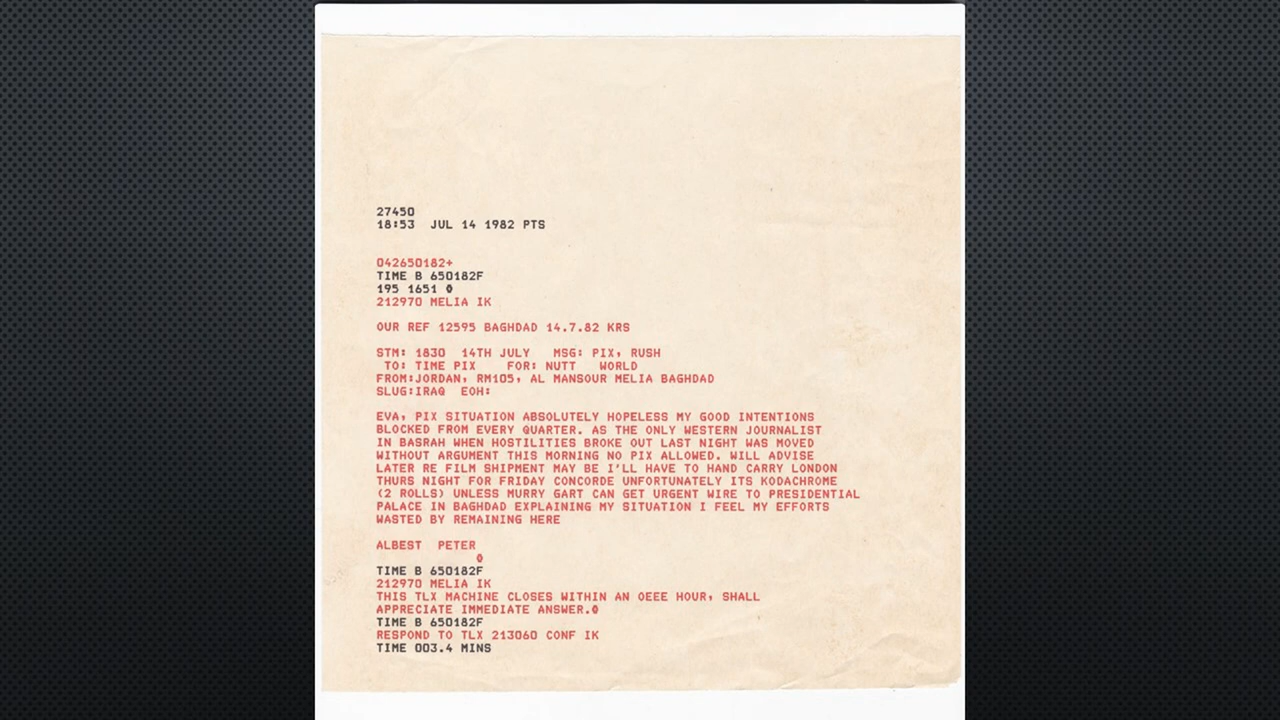 27450
18:53 JUL 14 1982 PTS
042650182+
TIME B 650182F
195 1651 ◊
212970 MELIA IK
OUR REF 12595 BAGHDAD 14.7.82 KRS
STM: 1830 14TH JULY MSG: PIX, RUSH
TO: TIME PIX FOR: NUTT WORLD
FROM:JORDAN, RM105, AL MANSOUR MELIA BAGHDAD
SLUG:IRAQ EOH:
EVA, PIX SITUATION ABSOLUTELY HOPELESS MY GOOD INTENTIONS
BLOCKED FROM EVERY QUARTER. AS THE ONLY WESTERN JOURNALIST
IN BASRAH WHEN HOSTILITIES BROKE OUT LAST NIGHT WAS MOVED
WITHOUT ARGUMENT THIS MORNING NO PIX ALLOWED. WILL ADVISE
LATER RE FILM SHIPMENT MAY BE I'LL HAVE TO HAND CARRY LONDON
THURS NIGHT FOR FRIDAY CONCORDE UNFORTUNATELY ITS KODACHROME
(2 ROLLS) UNLESS MURRY GART CAN GET URGENT WIRE TO PRESIDENTIAL
PALACE IN BAGHDAD EXPLAINING MY SITUATION I FEEL MY EFFORTS
WASTED BY REMAINING HERE
ALBEST PETER
◊
TIME B 650182F
212970 MELIA IK
THIS TLX MACHINE CLOSES WITHIN AN OEEE HOUR, SHALL
APPRECIATE IMMEDIATE ANSWER.◊
TIME B 650182F
RESPOND TO TLX 213060 CONF IK
TIME 003.4 MINS